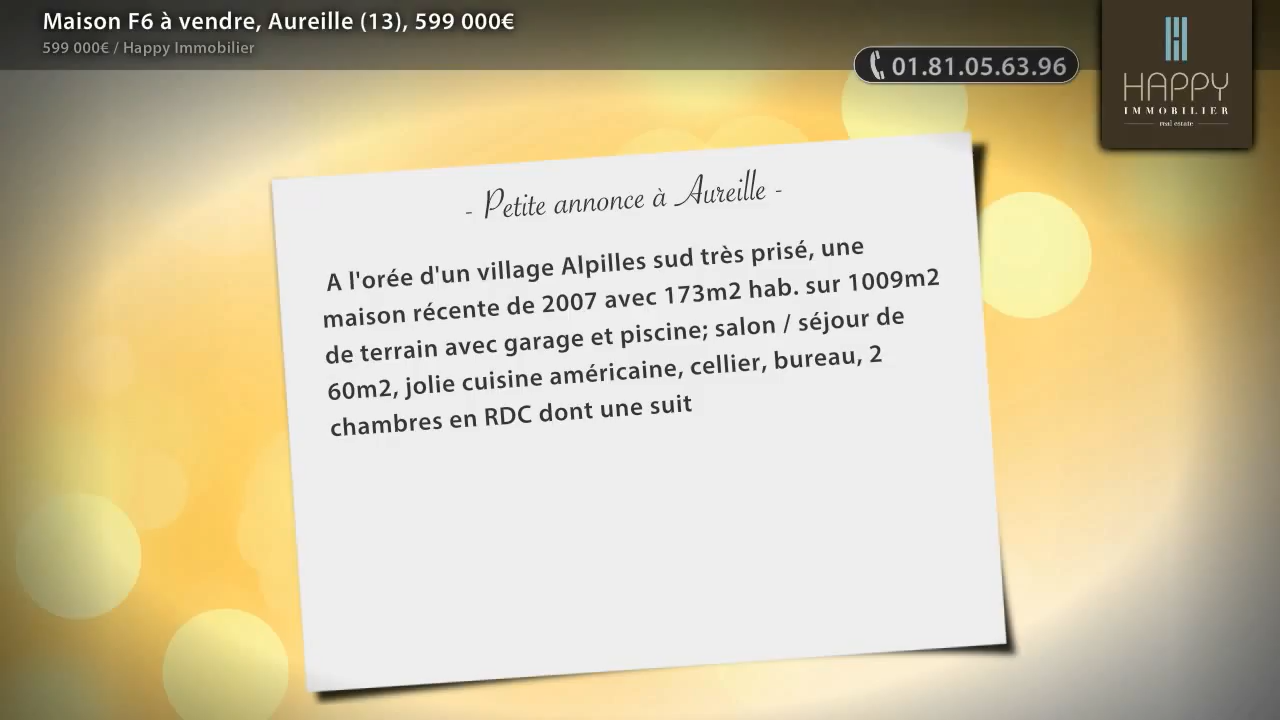 Maison F6 à vendre, Aureille (13), 599 000€
599 000€ / Happy Immobilier
01.81.05.63.96
HAPPY
IMMOBILIER
real estate
- Petite annonce à Aureille -
A l'orée d'un village Alpilles sud très prisé, une
maison récente de 2007 avec 173m2 hab. sur 1009m2
de terrain avec garage et piscine; salon / séjour de
60m2, jolie cuisine américaine, cellier, bureau, 2
chambres en RDC dont une suit